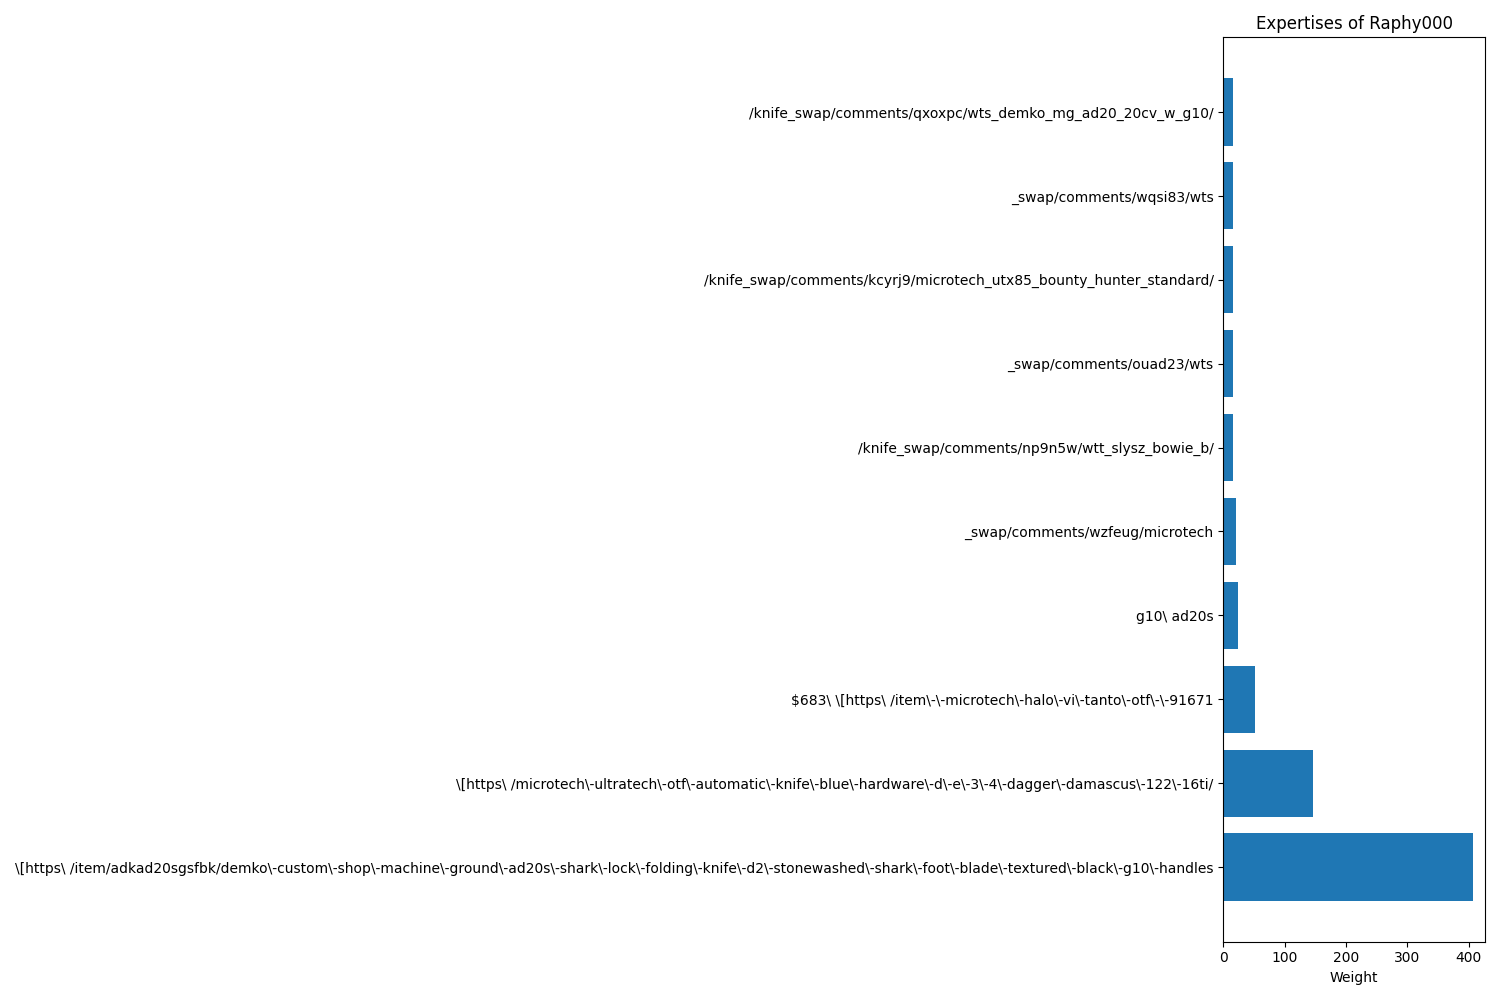 Expertises of Raphy000
/knife_swap/comments/qxoxpc/wts_demko_mg_ad20_20cv_w_g10/
_swap/comments/wqsi83/wts
/knife_swap/comments/kcyrj9/microtech_utx85_bounty_hunter_standard/
_swap/comments/ouad23/wts
/knife_swap/comments/np9n5w/wtt_slysz_bowie_b/
_swap/comments/wzfeug/microtech
g10\ ad20s
$683\ \[https\ /item\-\-microtech\-halo\-vi\-tanto\-otf\-\-91671
\[https\ /microtech\-ultratech\-otf\-automatic\-knife\-blue\-hardware\-d\-e\-3\-4\-dagger\-damascus\-122\-16ti/
\[https\ /item/adkad20sgsfbk/demko\-custom\-shop\-machine\-ground\-ad20s\-shark\-lock\-folding\-knife\-d2\-stonewashed\-shark\-foot\-blade\-textured\-black\-g10\-handles
0 100 200 300 400
Weight